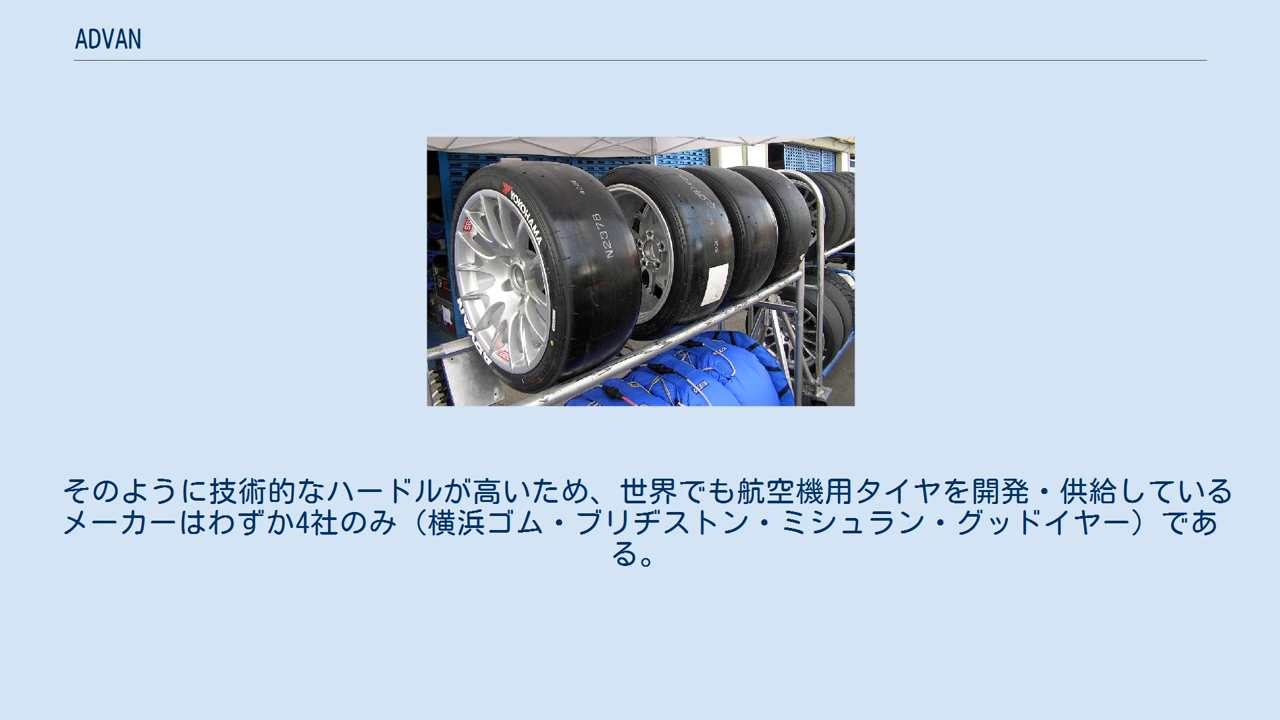 ADVAN
YOKOHAMA
N2378
ADVAN
そのように技術的なハードルが高いため、世界でも航空機用タイヤを開発・供給している
メーカーはわずか4社のみ（横浜ゴム・ブリヂストン・ミシュラン・グッドイヤー）であ
る。